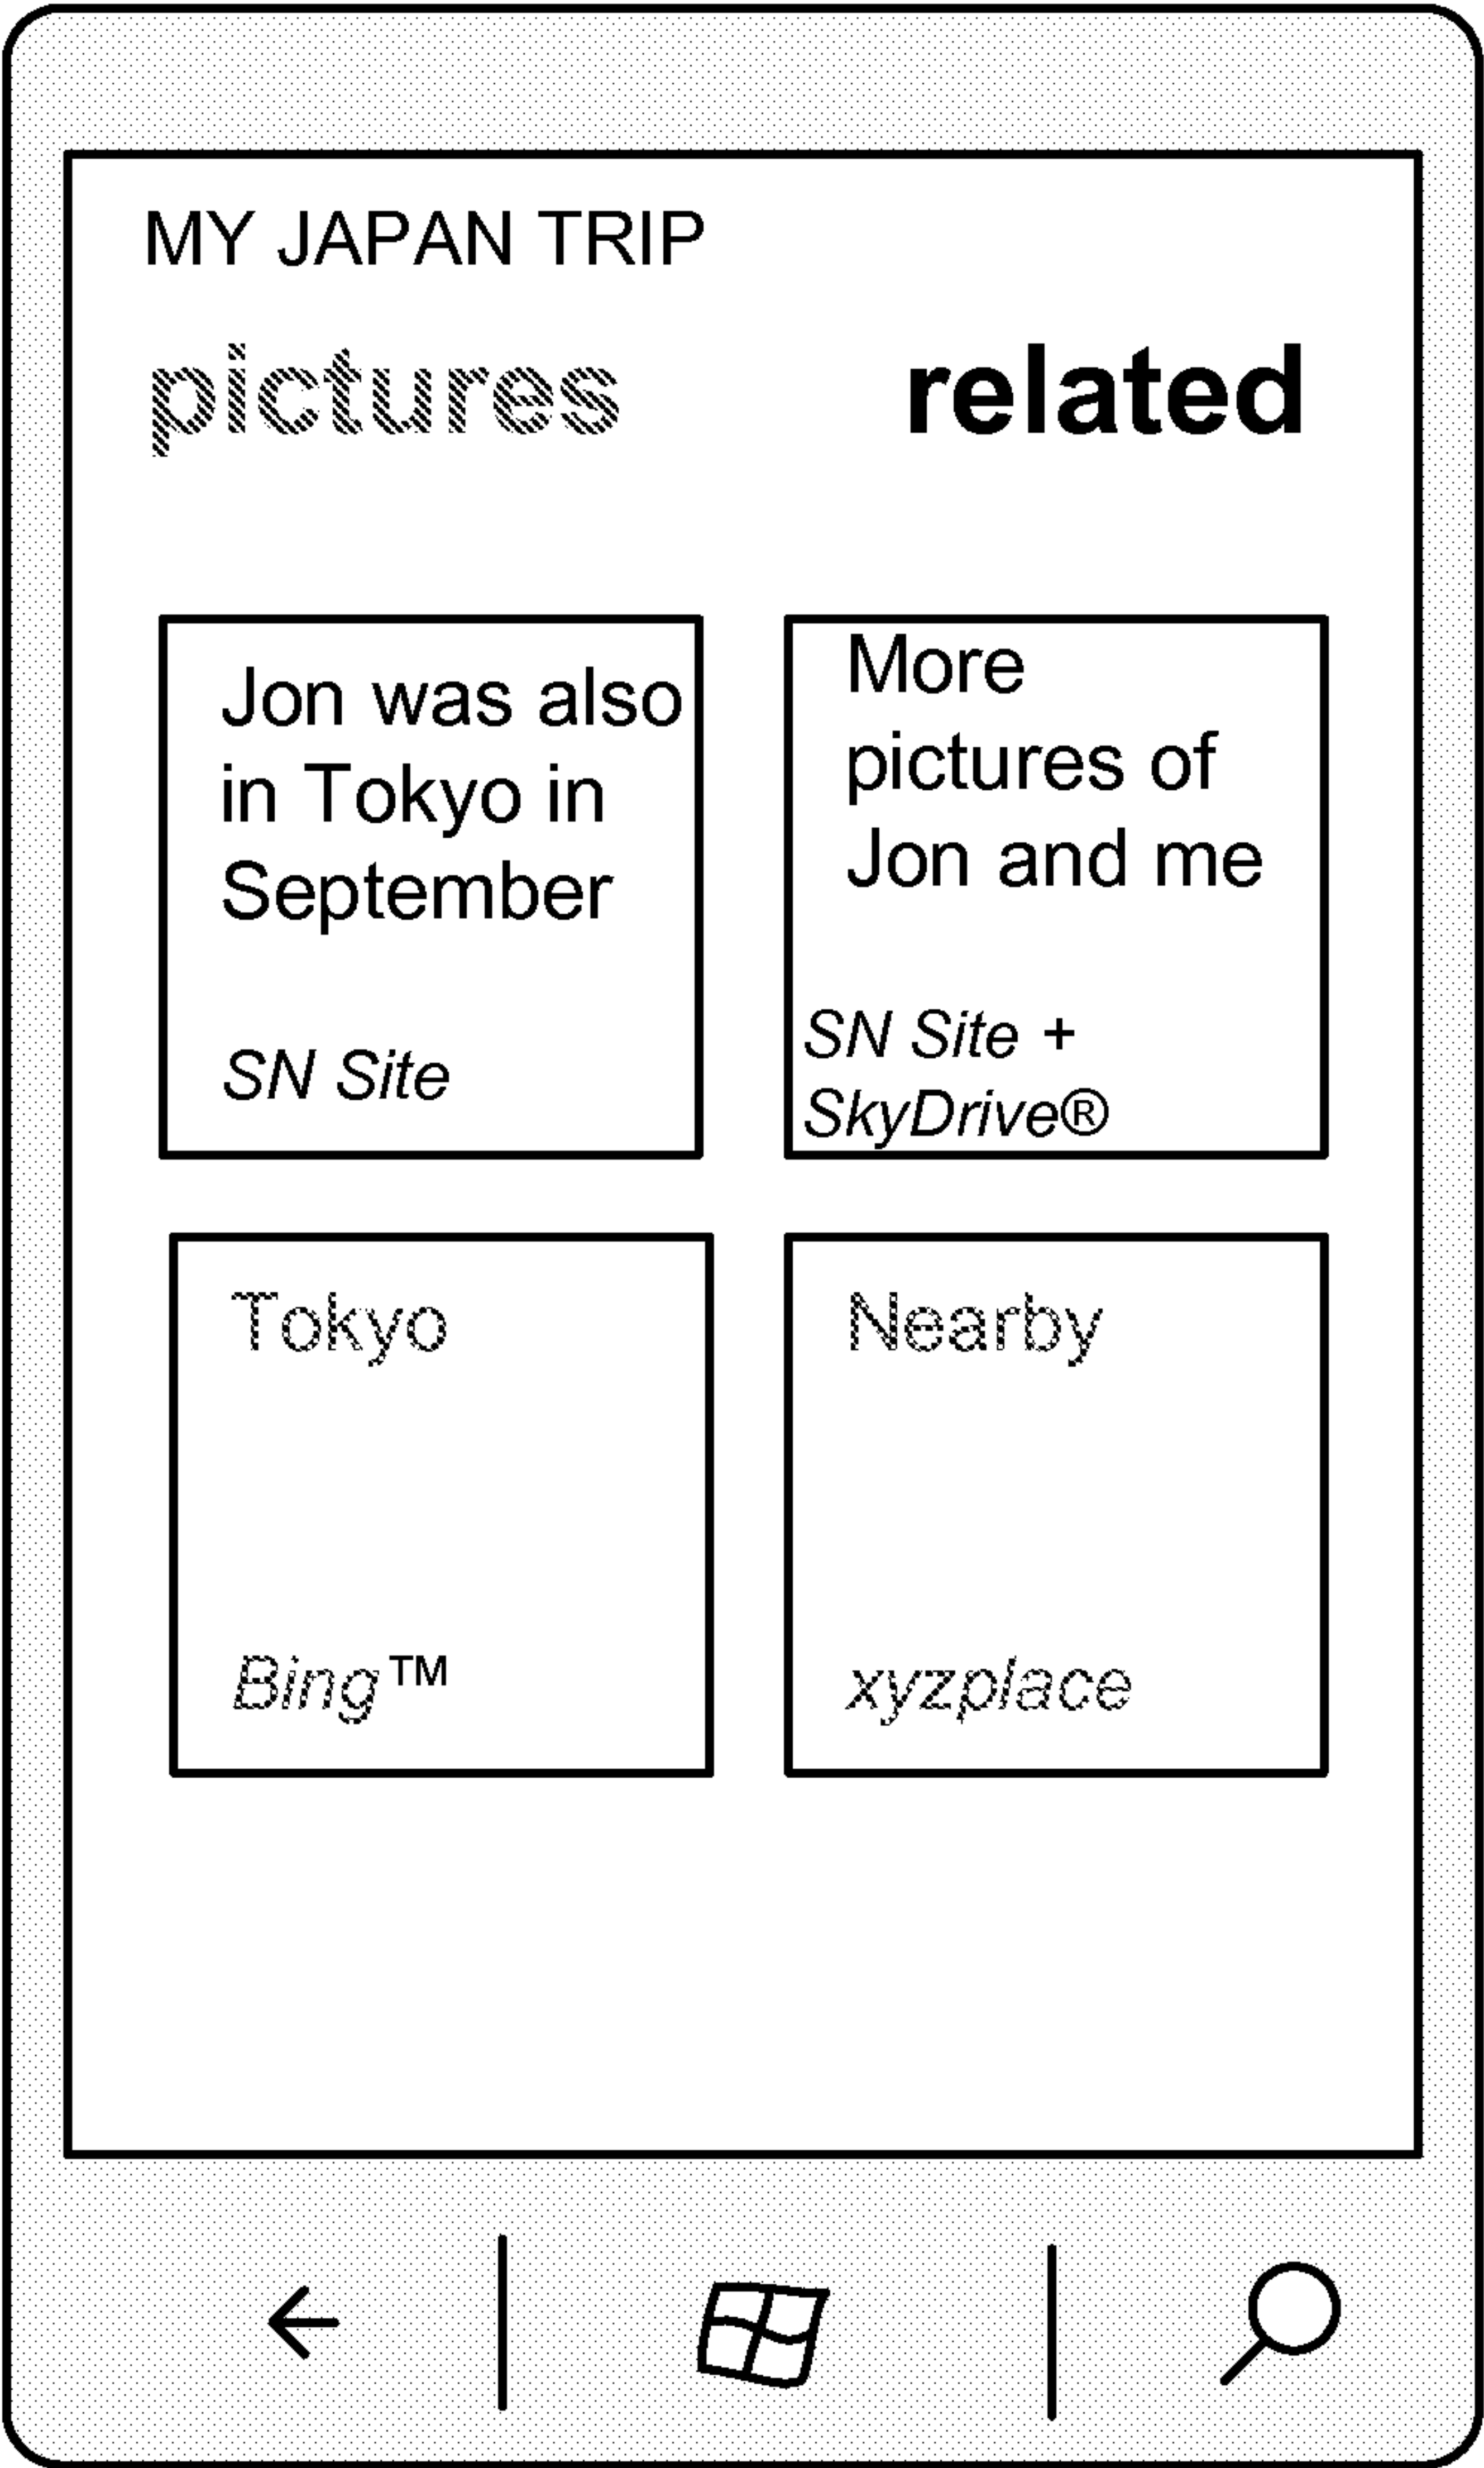 MY JAPAN TRIP
pictures related
Jon was also
in Tokyo in
September
SN Site
More
pictures of
Jon and me
SN Site +
SkyDrive®
Tokyo
Bing™
Nearby
xyzplace